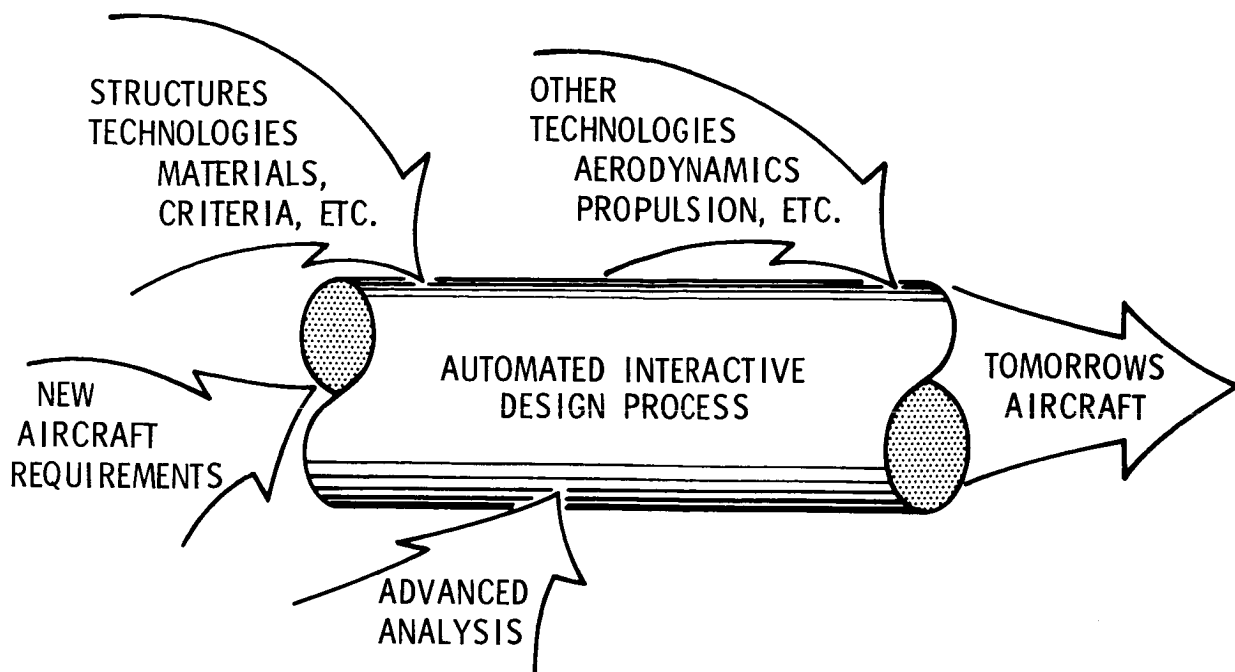 STRUCTURES
TECHNOLOGIES
MATERIALS,
CRITERIA, ETC.
OTHER
TECHNOLOGIES
AERODYNAMICS
PROPULSION, ETC.
NEW
AIRCRAFT
REQUIREMENTS
AUTOMATED INTERACTIVE
DESIGN PROCESS
TOMORROWS
AIRCRAFT
ADVANCED
ANALYSIS